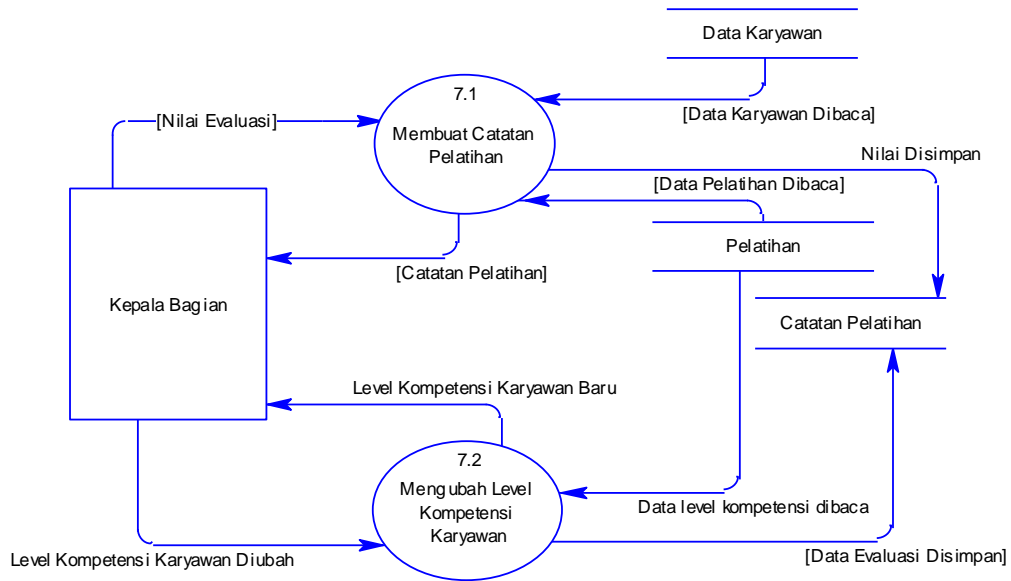 Data Karyawan
7.1
Membuat Catatan
Pelatihan
[Nilai Evaluasi]
[Data Karyawan Dibaca]
Nilai Disimpan
[Data Pelatihan Dibaca]
Pelatihan
[Catatan Pelatihan]
Kepala Bagian
Catatan Pelatihan
Level Kompetensi Karyawan Baru
7.2
Mengubah Level
Kompetensi
Karyawan
Data level kompetensi dibaca
Level Kompetensi Karyawan Diubah
[Data Evaluasi Disimpan]